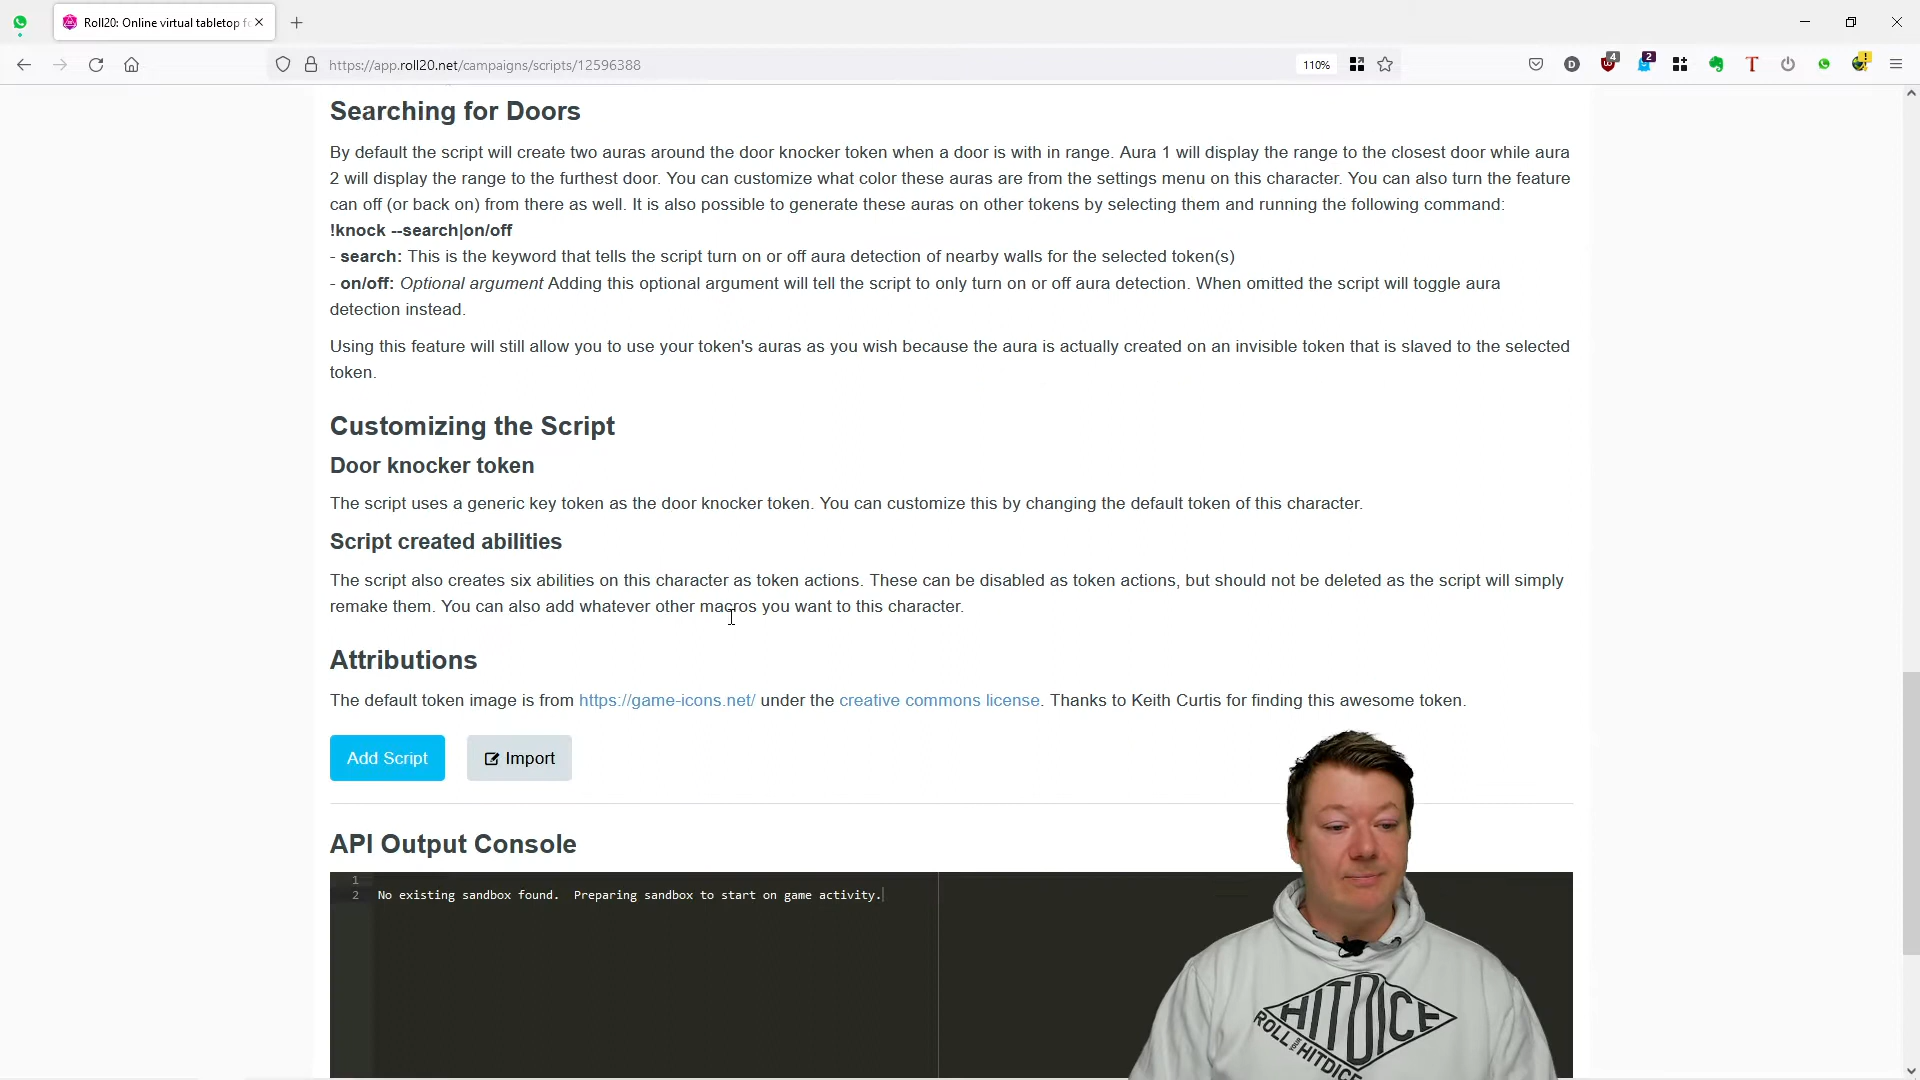 Roll20: Online virtual tabletop f
https://app.roll20.net/campaigns/scripts/12596388
110%
4
2
Searching for Doors
By default the script will create two auras around the door knocker token when a door is with in range. Aura 1 will display the range to the closest door while aura
2 will display the range to the furthest door. You can customize what color these auras are from the settings menu on this character. You can also turn the feature
can off (or back on) from there as well. It is also possible to generate these auras on other tokens by selecting them and running the following command:
!knock --search|on/off
- search: This is the keyword that tells the script turn on or off aura detection of nearby walls for the selected token(s)
- on/off: Optional argument Adding this optional argument will tell the script to only turn on or off aura detection. When omitted the script will toggle aura
detection instead.
Using this feature will still allow you to use your token's auras as you wish because the aura is actually created on an invisible token that is slaved to the selected
token.
Customizing the Script
Door knocker token
The script uses a generic key token as the door knocker token. You can customize this by changing the default token of this character.
Script created abilities
The script also creates six abilities on this character as token actions. These can be disabled as token actions, but should not be deleted as the script will simply
remake them. You can also add whatever other macros you want to this character.
Attributions
The default token image is from https://game-icons.net/ under the creative commons license. Thanks to Keith Curtis for finding this awesome token.
Add Script
Import
API Output Console
1
2 No existing sandbox found. Preparing sandbox to start on game activity.
HITDICE
ROLL YOUR HITDICE